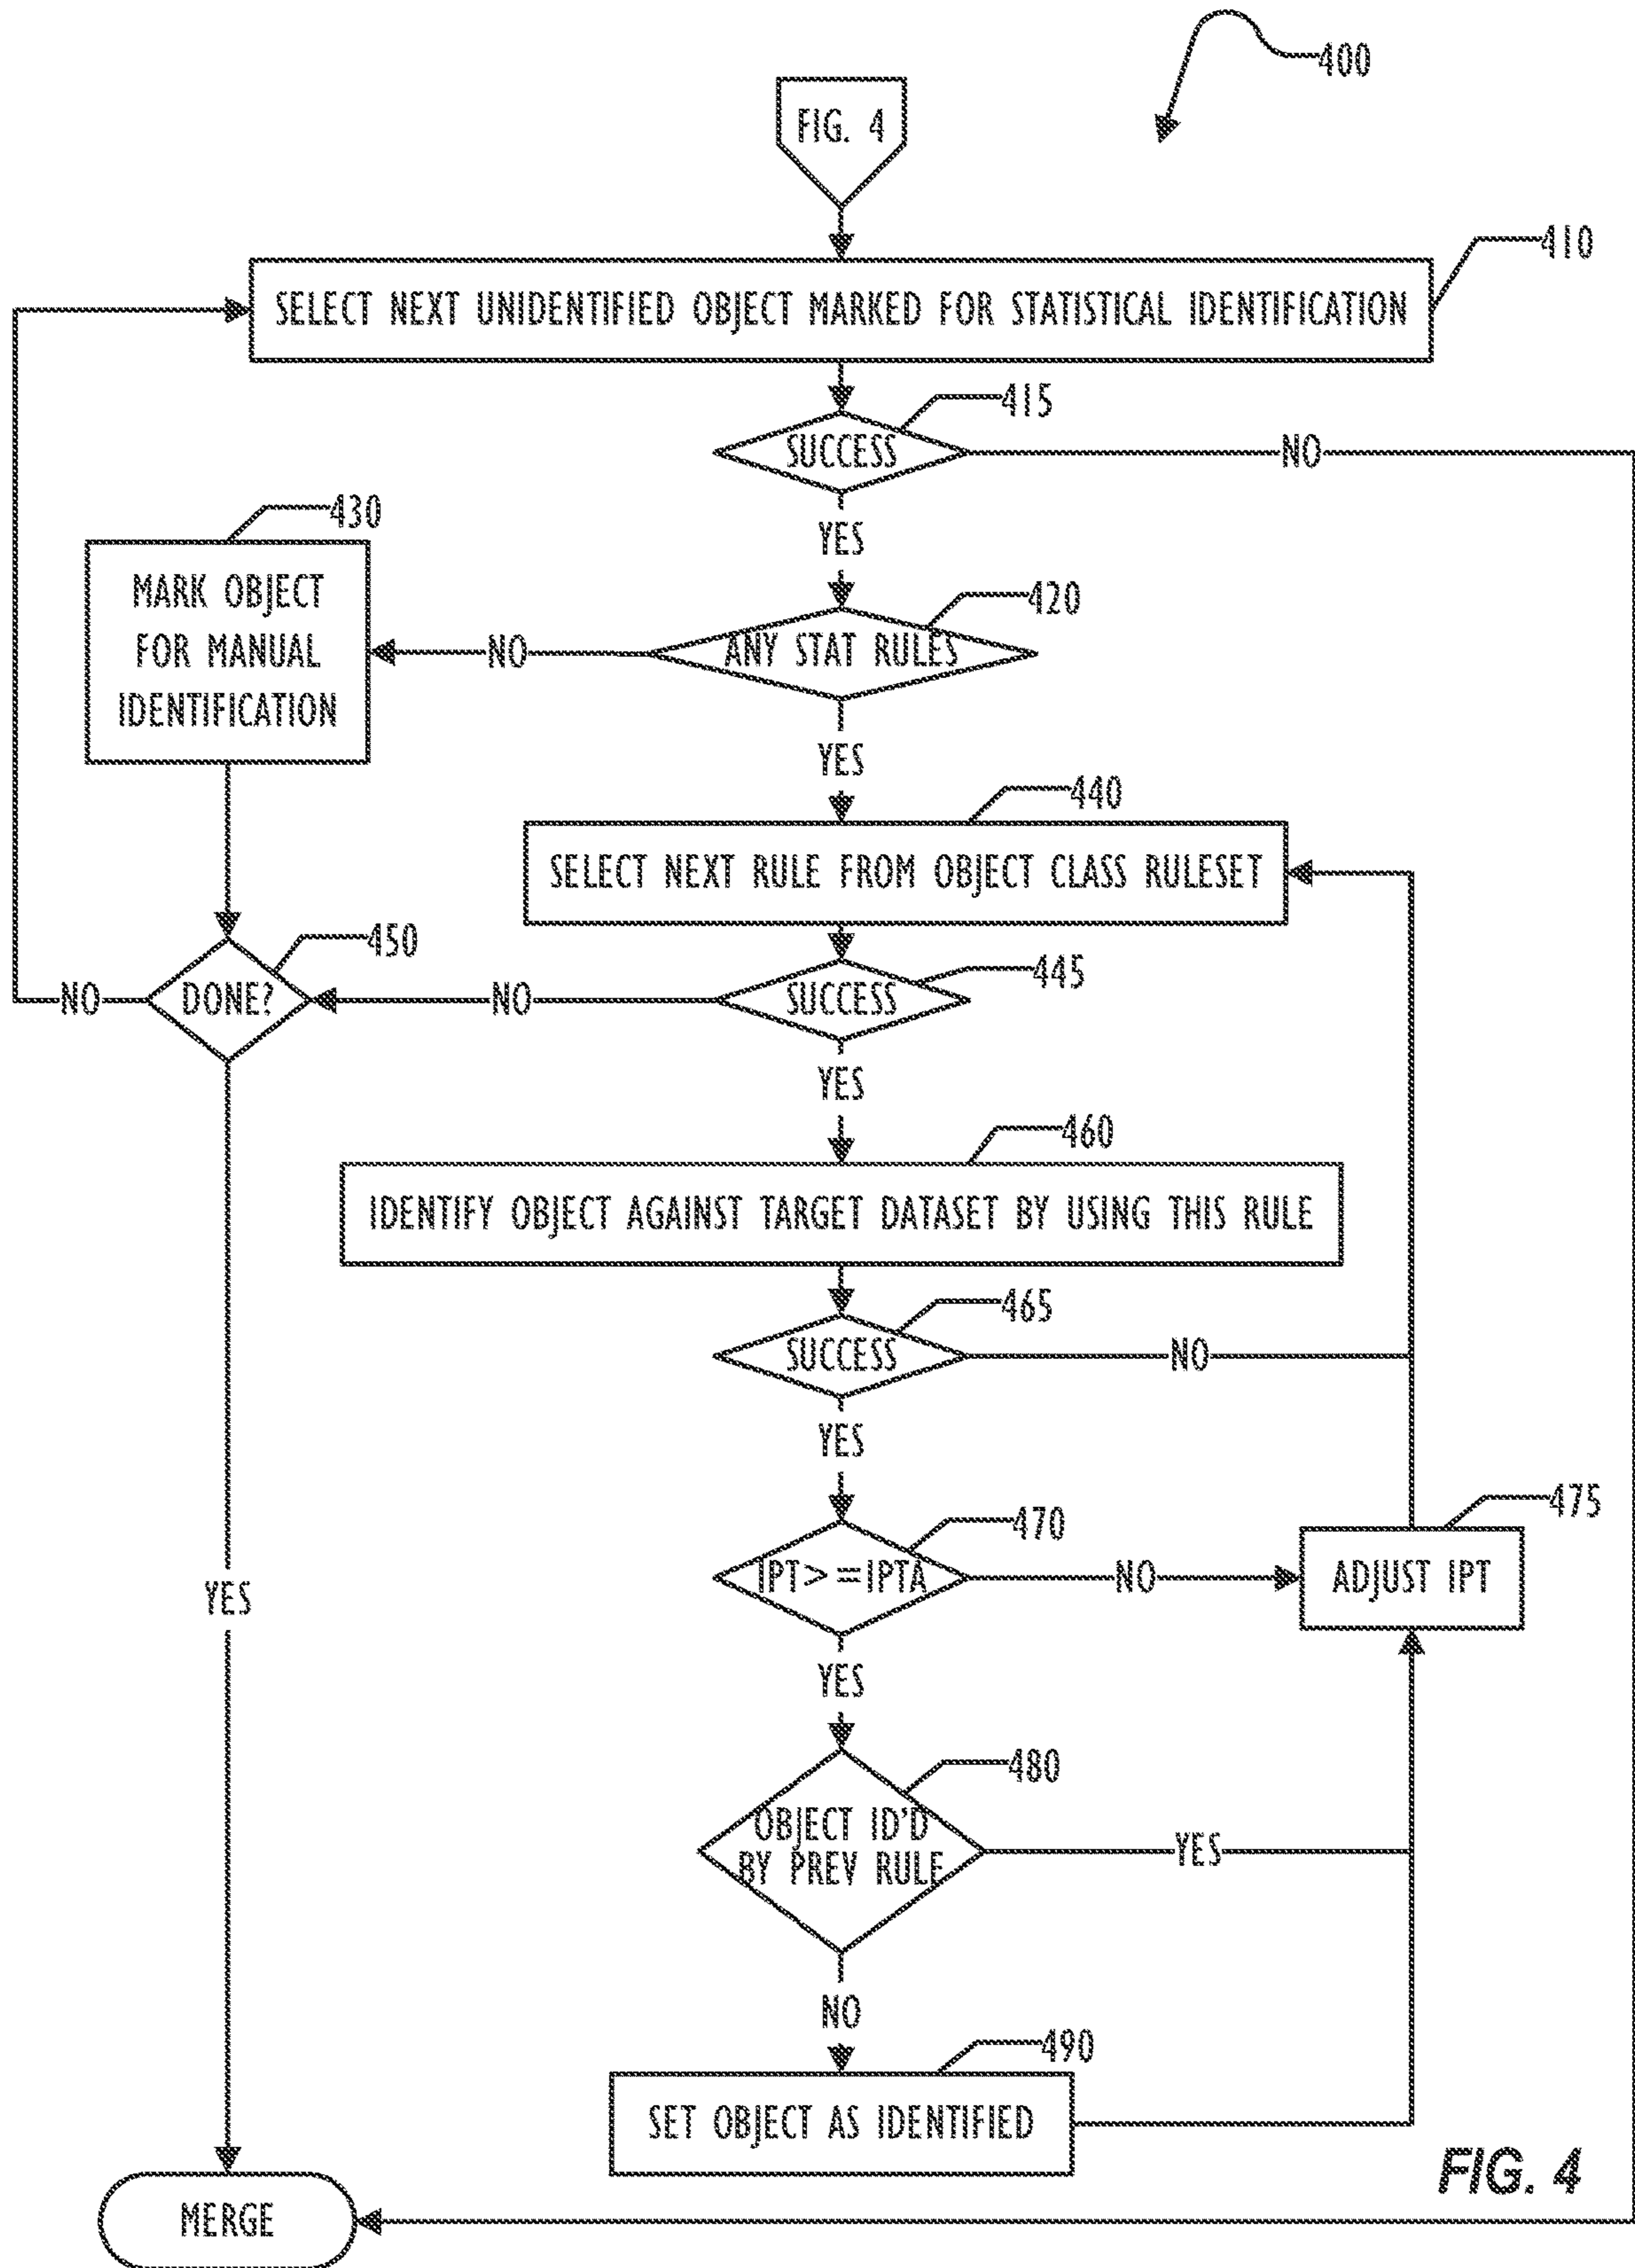 400
FIG. 4
410
SELECT NEXT UNIDENTIFIED OBJECT MARKED FOR STATISTICAL IDENTIFICATION
415
SUCCESS
NO
YES
430
MARK OBJECT
FOR MANUAL
IDENTIFICATION
420
ANY STAT RULES
NO
YES
440
SELECT NEXT RULE FROM OBJECT CLASS RULESET
450
DONE?
NO
445
SUCCESS
NO
YES
460
IDENTIFY OBJECT AGAINST TARGET DATASET BY USING THIS RULE
465
SUCCESS
NO
YES
470
IPT>=IPTA
NO
475
ADJUST IPT
YES
YES
480
OBJECT ID'D
BY PREV RULE
YES
NO
490
SET OBJECT AS IDENTIFIED
MERGE
FIG. 4